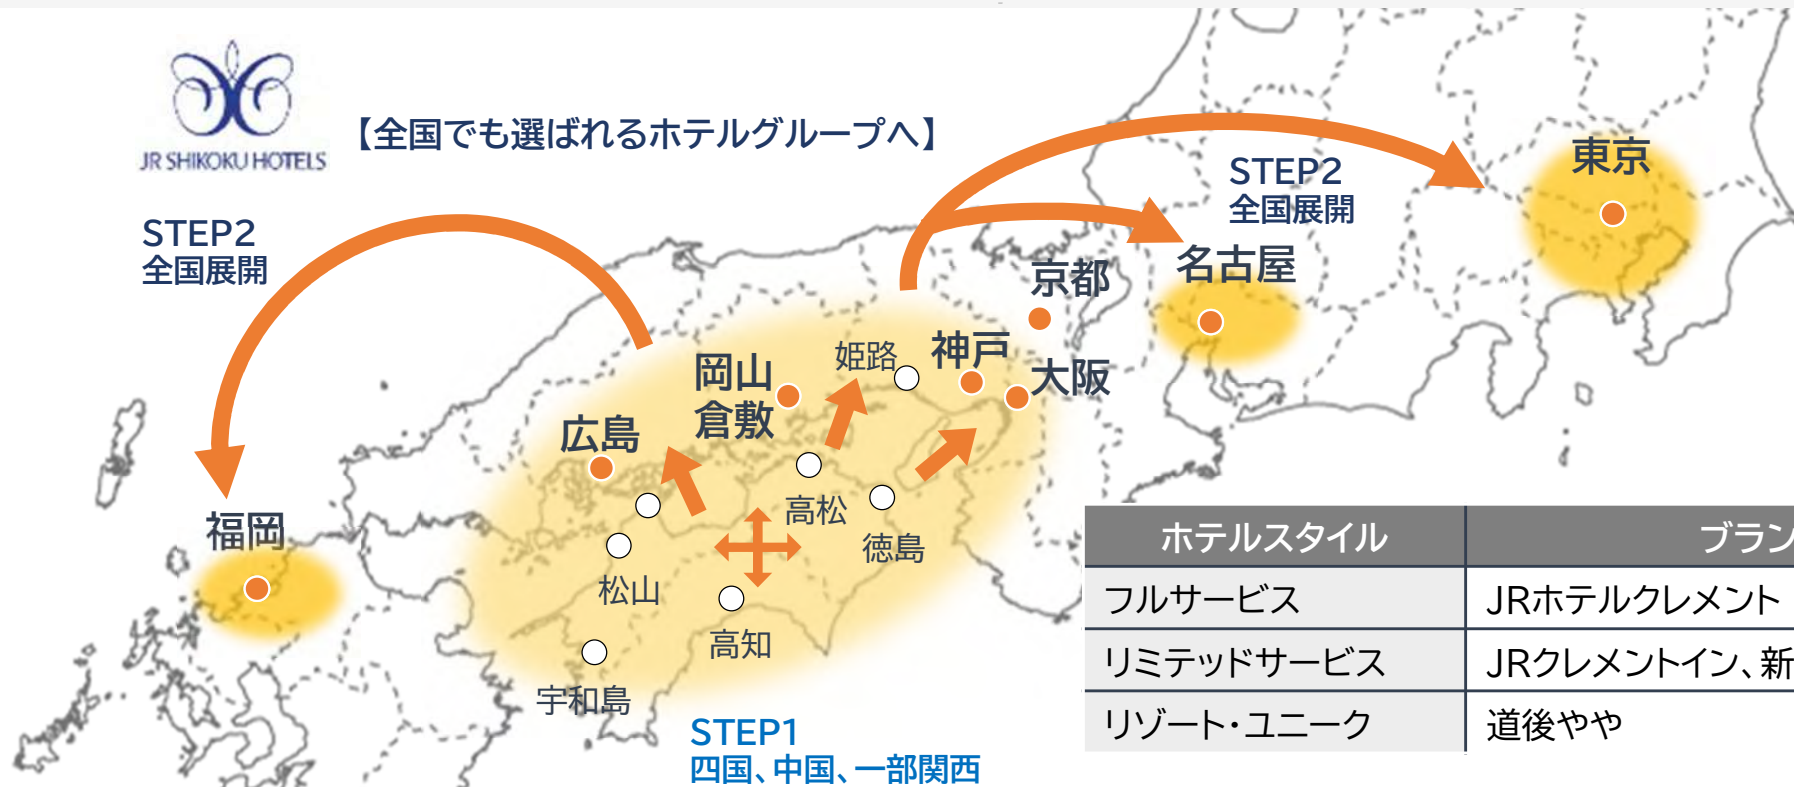 JR SHIKOKU HOTELS
【全国でも選ばれるホテルグループへ】
STEP2
全国展開
STEP2
全国展開
東京
名古屋
京都
神戸
大阪
姫路
岡山
倉敷
広島
福岡
高松
徳島
松山
高知
宇和島
STEP1
四国、中国、一部関西
ホテルスタイル ブラン
フルサービス JRホテルクレメント
リミテッドサービス JRクレメントイン、新
リゾート・ユニーク 道後やや